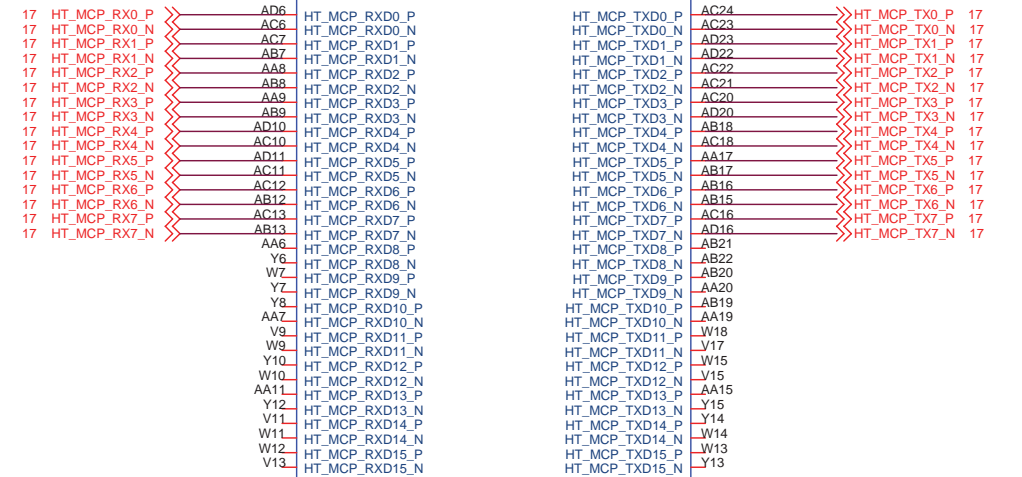 17 HT_MCP_RX0_P AD6 HT_MCP_RXD0_P HT_MCP_TXD0_P AC24 HT_MCP_TX0_P 17
17 HT_MCP_RX0_N AC6 HT_MCP_RXD0_N HT_MCP_TXD0_N AC23 HT_MCP_TX0_N 17
17 HT_MCP_RX1_P AC7 HT_MCP_RXD1_P HT_MCP_TXD1_P AD23 HT_MCP_TX1_P 17
17 HT_MCP_RX1_N AB7 HT_MCP_RXD1_N HT_MCP_TXD1_N AD22 HT_MCP_TX1_N 17
17 HT_MCP_RX2_P AA8 HT_MCP_RXD2_P HT_MCP_TXD2_P AC22 HT_MCP_TX2_P 17
17 HT_MCP_RX2_N AB8 HT_MCP_RXD2_N HT_MCP_TXD2_N AC21 HT_MCP_TX2_N 17
17 HT_MCP_RX3_P AA9 HT_MCP_RXD3_P HT_MCP_TXD3_P AC20 HT_MCP_TX3_P 17
17 HT_MCP_RX3_N AB9 HT_MCP_RXD3_N HT_MCP_TXD3_N AD20 HT_MCP_TX3_N 17
17 HT_MCP_RX4_P AD10 HT_MCP_RXD4_P HT_MCP_TXD4_P AB18 HT_MCP_TX4_P 17
17 HT_MCP_RX4_N AC10 HT_MCP_RXD4_N HT_MCP_TXD4_N AC18 HT_MCP_TX4_N 17
17 HT_MCP_RX5_P AD11 HT_MCP_RXD5_P HT_MCP_TXD5_P AA17 HT_MCP_TX5_P 17
17 HT_MCP_RX5_N AC11 HT_MCP_RXD5_N HT_MCP_TXD5_N AB17 HT_MCP_TX5_N 17
17 HT_MCP_RX6_P AC12 HT_MCP_RXD6_P HT_MCP_TXD6_P AB16 HT_MCP_TX6_P 17
17 HT_MCP_RX6_N AB12 HT_MCP_RXD6_N HT_MCP_TXD6_N AB15 HT_MCP_TX6_N 17
17 HT_MCP_RX7_P AC13 HT_MCP_RXD7_P HT_MCP_TXD7_P AC16 HT_MCP_TX7_P 17
17 HT_MCP_RX7_N AB13 HT_MCP_RXD7_N HT_MCP_TXD7_N AD16 HT_MCP_TX7_N 17
AA6 HT_MCP_RXD8_P HT_MCP_TXD8_P AB21
Y6 HT_MCP_RXD8_N HT_MCP_TXD8_N AB22
W7 HT_MCP_RXD9_P HT_MCP_TXD9_P AB20
Y7 HT_MCP_RXD9_N HT_MCP_TXD9_N AA20
Y8 HT_MCP_RXD10_P HT_MCP_TXD10_P AB19
AA7 HT_MCP_RXD10_N HT_MCP_TXD10_N AA19
V9 HT_MCP_RXD11_P HT_MCP_TXD11_P W18
W9 HT_MCP_RXD11_N HT_MCP_TXD11_N V17
Y10 HT_MCP_RXD12_P HT_MCP_TXD12_P W15
W10 HT_MCP_RXD12_N HT_MCP_TXD12_N V15
AA11 HT_MCP_RXD13_P HT_MCP_TXD13_P AA15
Y12 HT_MCP_RXD13_N HT_MCP_TXD13_N Y15
V11 HT_MCP_RXD14_P HT_MCP_TXD14_P Y14
W11 HT_MCP_RXD14_N HT_MCP_TXD14_N W14
W12 HT_MCP_RXD15_P HT_MCP_TXD15_P W13
V13 HT_MCP_RXD15_N HT_MCP_TXD15_N Y13